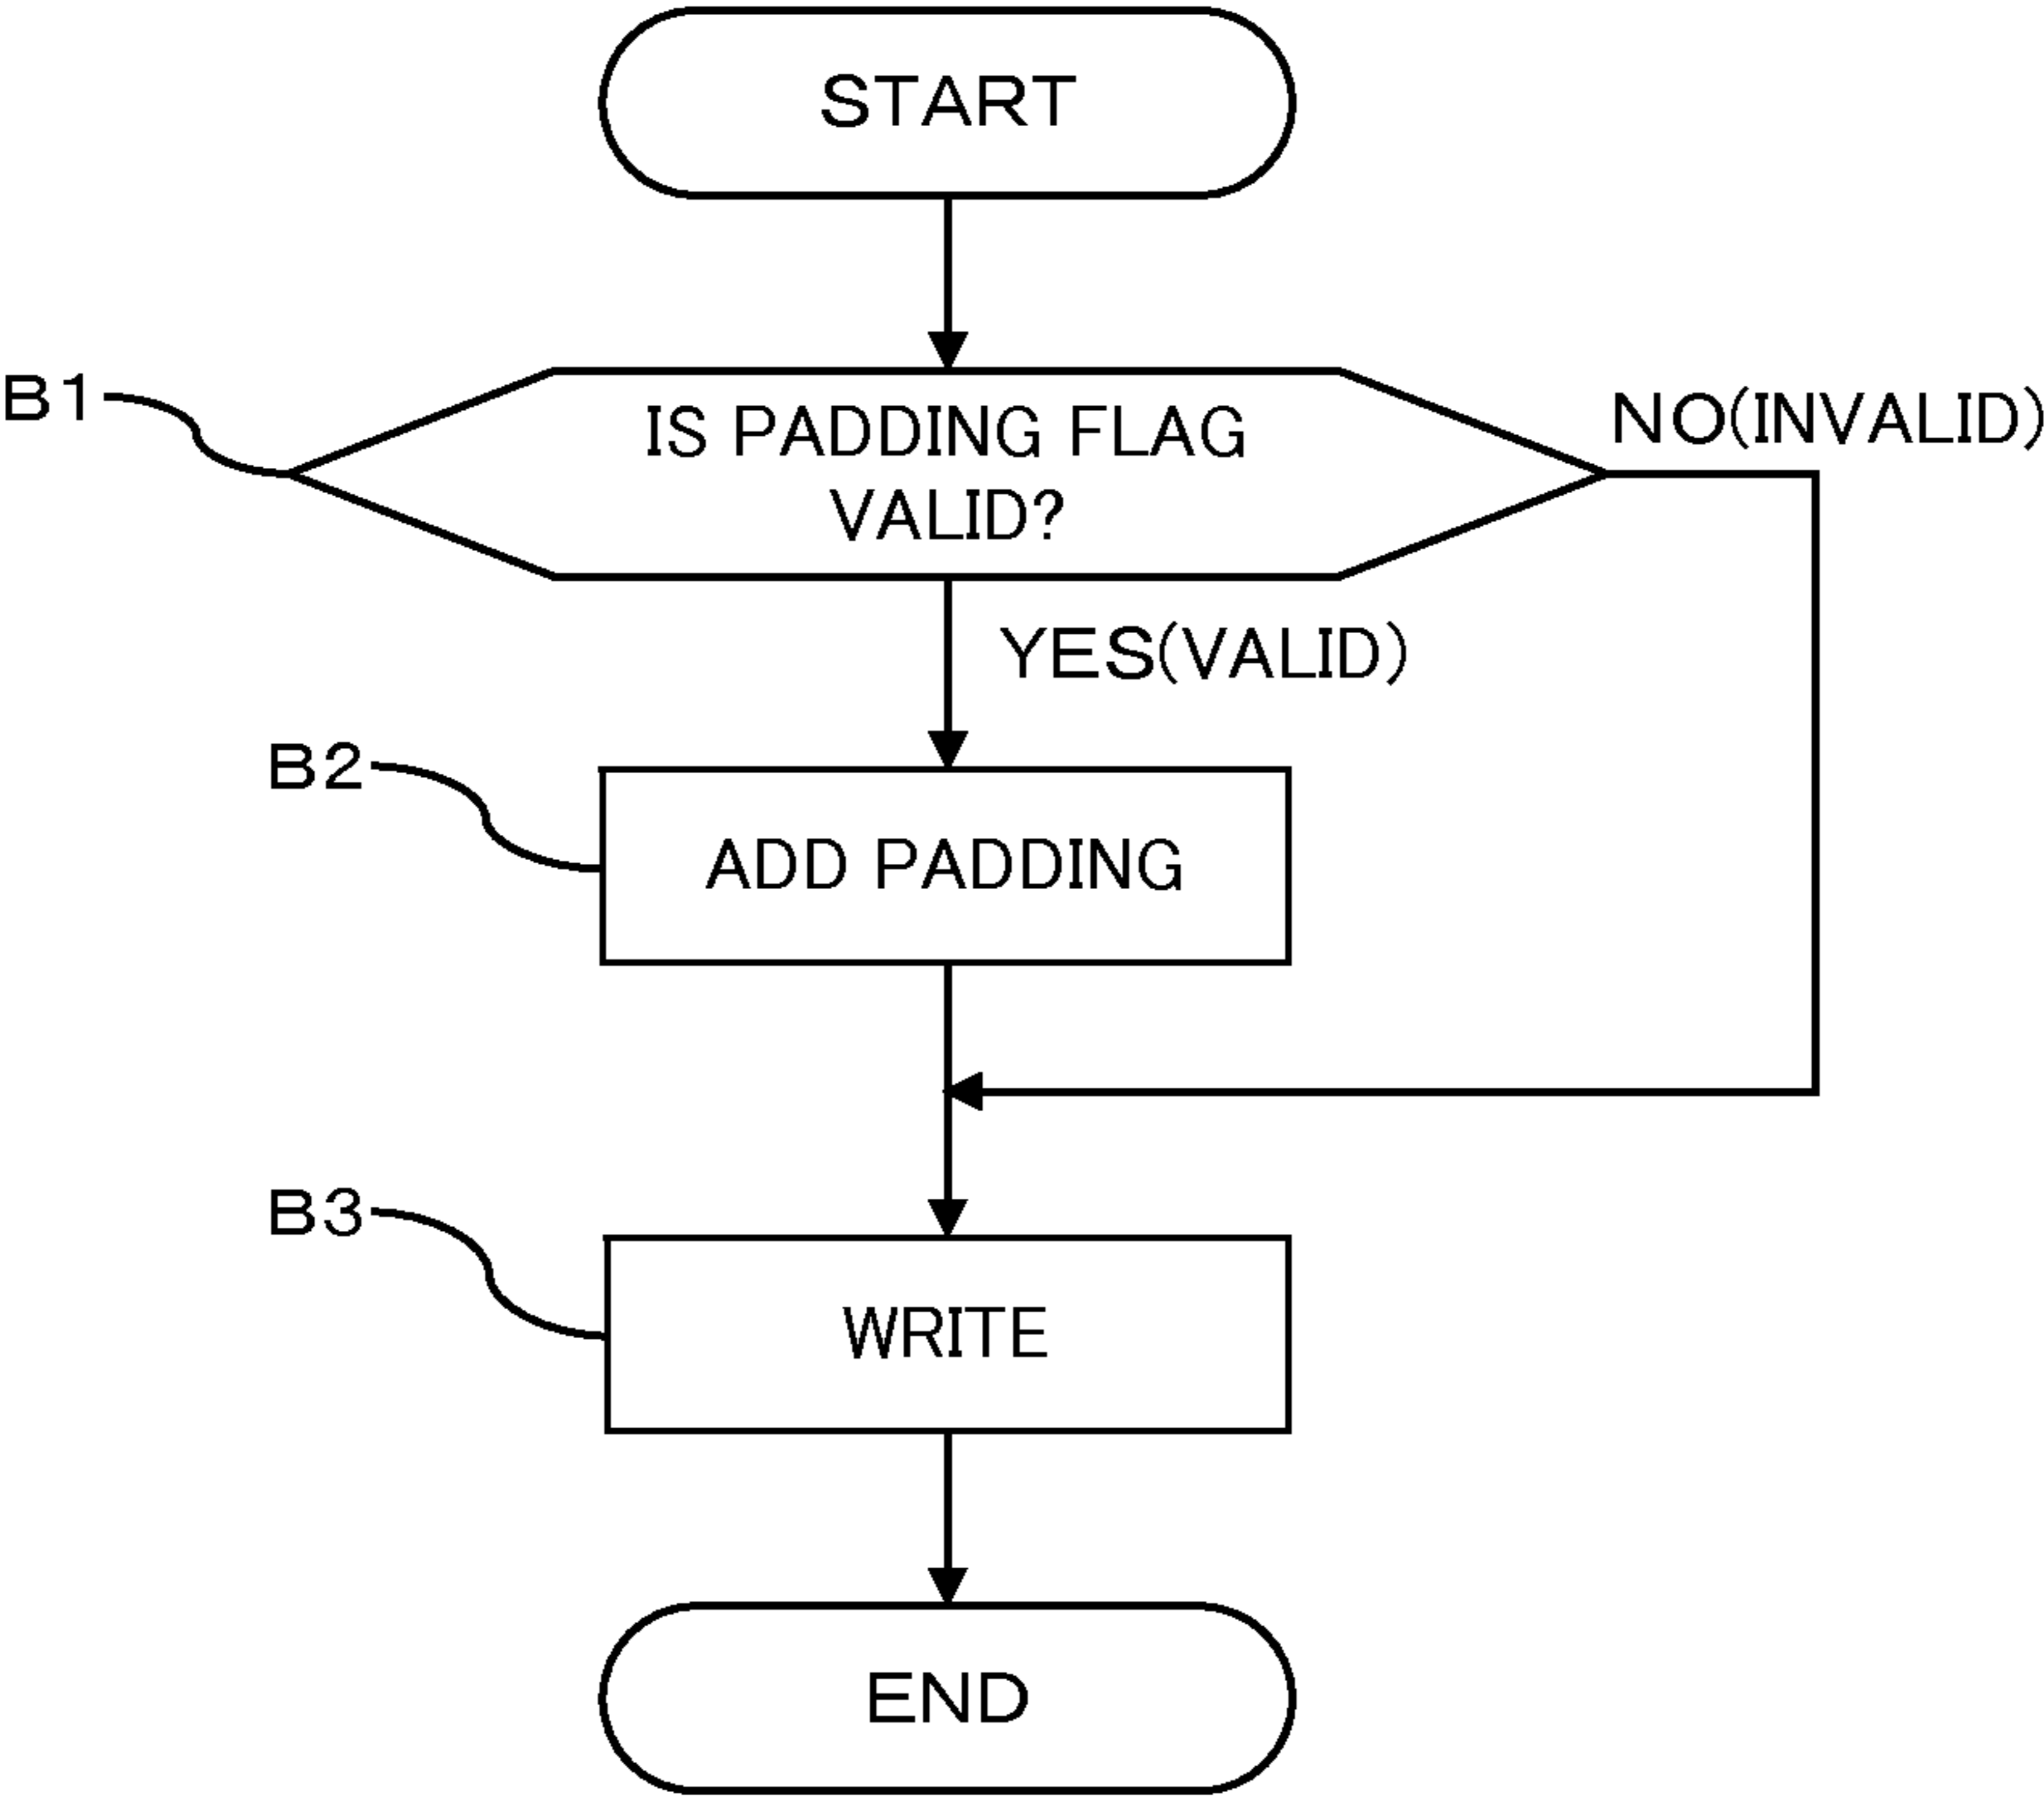 START
B1
IS PADDING FLAG
VALID?
NO(INVALID)
YES(VALID)
B2
ADD PADDING
B3
WRITE
END